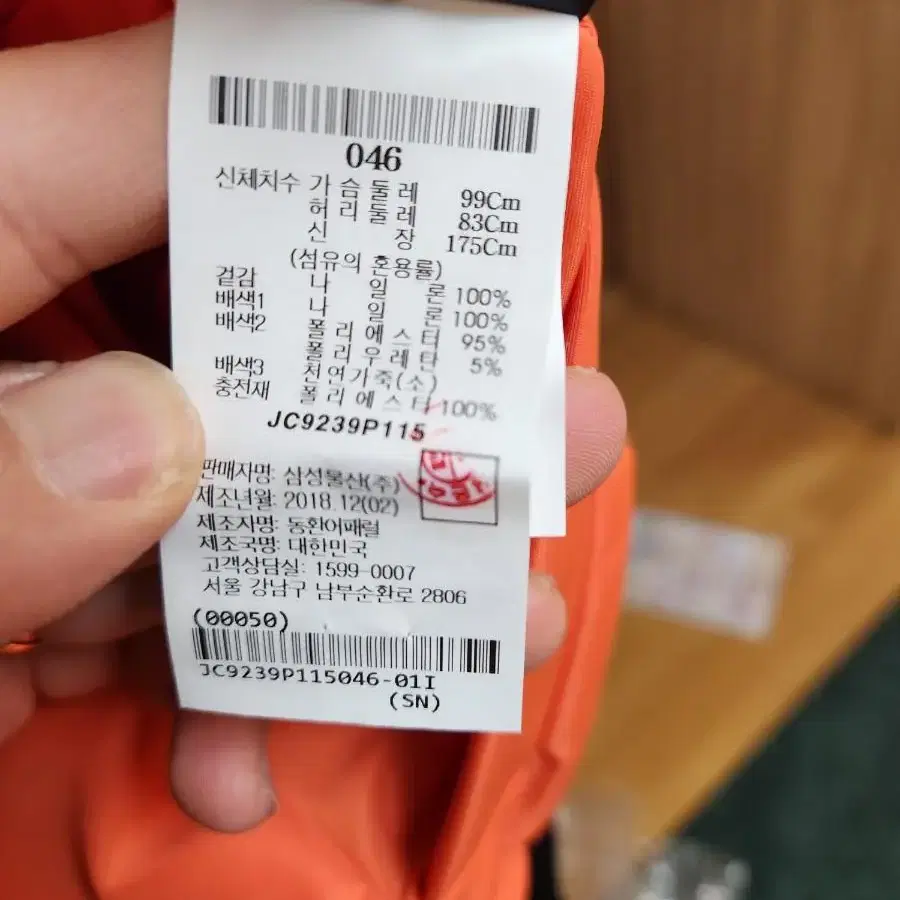 046
신체치수 가 슴 둘 레 99Cm
허 리 둘 레 83Cm
신 장 175Cm
(섬유의 혼용률)
겉감 나 일 론 100%
배색1 나 일 론 100%
배색2 폴 리 에 스 터 95%
폴 리 우 레 탄 5%
배색3 천연가죽(소)
충전재 폴 리 에 스 터 100%
JC9239P115
판매자명: 삼성물산(주)
제조년월: 2018.12(02)
제조자명: 동환어패럴
제조국명: 대한민국
고객상담실: 1599-0007
서울 강남구 남부순환로 2806
(00050)
JC9239P115046-01I
(SN)